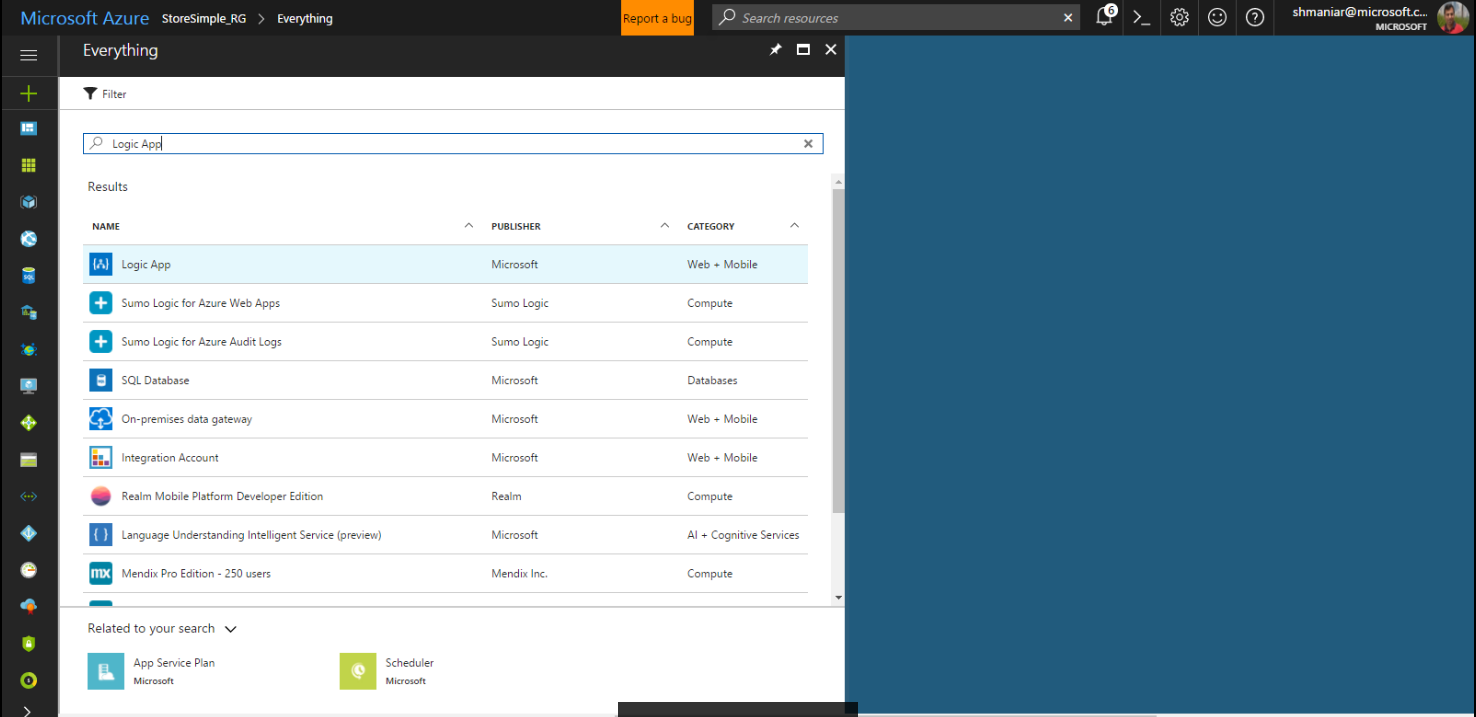 Microsoft Azure StoreSimple_RG > Everything Report a bug Search resources 6 shmaniar@microsoft.c...
MICROSOFT
Everything
Filter
Logic App
Results
NAME PUBLISHER CATEGORY
Logic App Microsoft Web + Mobile
Sumo Logic for Azure Web Apps Sumo Logic Compute
Sumo Logic for Azure Audit Logs Sumo Logic Compute
SQL Database Microsoft Databases
On-premises data gateway Microsoft Web + Mobile
Integration Account Microsoft Web + Mobile
Realm Mobile Platform Developer Edition Realm Compute
Language Understanding Intelligent Service (preview) Microsoft AI + Cognitive Services
mx Mendix Pro Edition - 250 users Mendix Inc. Compute
Related to your search
App Service Plan Scheduler
Microsoft Microsoft